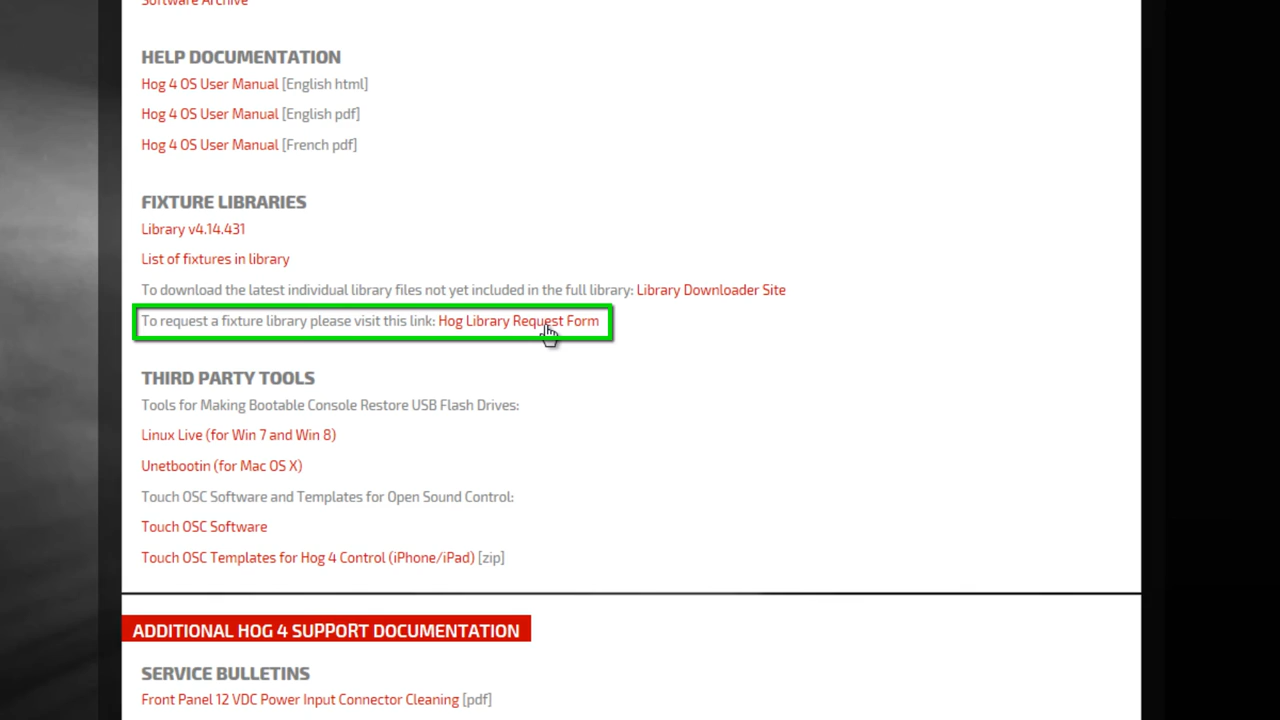 Software Archive
HELP DOCUMENTATION
Hog 4 OS User Manual [English html]
Hog 4 OS User Manual [English pdf]
Hog 4 OS User Manual [French pdf]
FIXTURE LIBRARIES
Library v4.14.431
List of fixtures in library
To download the latest individual library files not yet included in the full library: Library Downloader Site
To request a fixture library please visit this link: Hog Library Request Form
THIRD PARTY TOOLS
Tools for Making Bootable Console Restore USB Flash Drives:
Linux Live (for Win 7 and Win 8)
Unetbootin (for Mac OS X)
Touch OSC Software and Templates for Open Sound Control:
Touch OSC Software
Touch OSC Templates for Hog 4 Control (iPhone/iPad) [zip]
ADDITIONAL HOG 4 SUPPORT DOCUMENTATION
SERVICE BULLETINS
Front Panel 12 VDC Power Input Connector Cleaning [pdf]